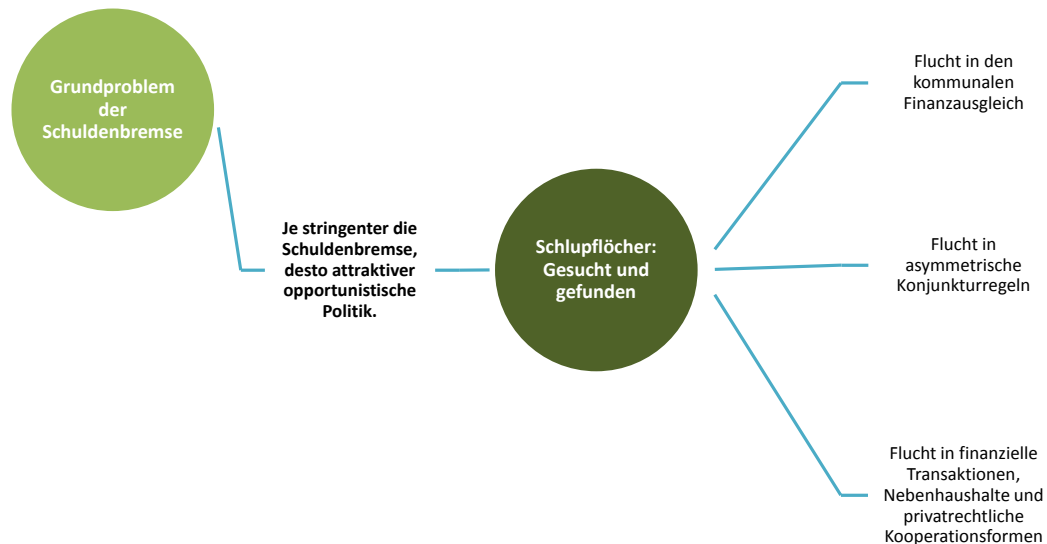 Grundproblem
der
Schuldenbremse
Je stringenter die
Schuldenbremse,
desto attraktiver
opportunistische
Politik.
Schlupflöcher:
Gesucht und
gefunden
Flucht in den
kommunalen
Finanzausgleich
Flucht in
asymmetrische
Konjunkturregeln
Flucht in finanzielle
Transaktionen,
Nebenhaushalte und
privatrechtliche
Kooperationsformen